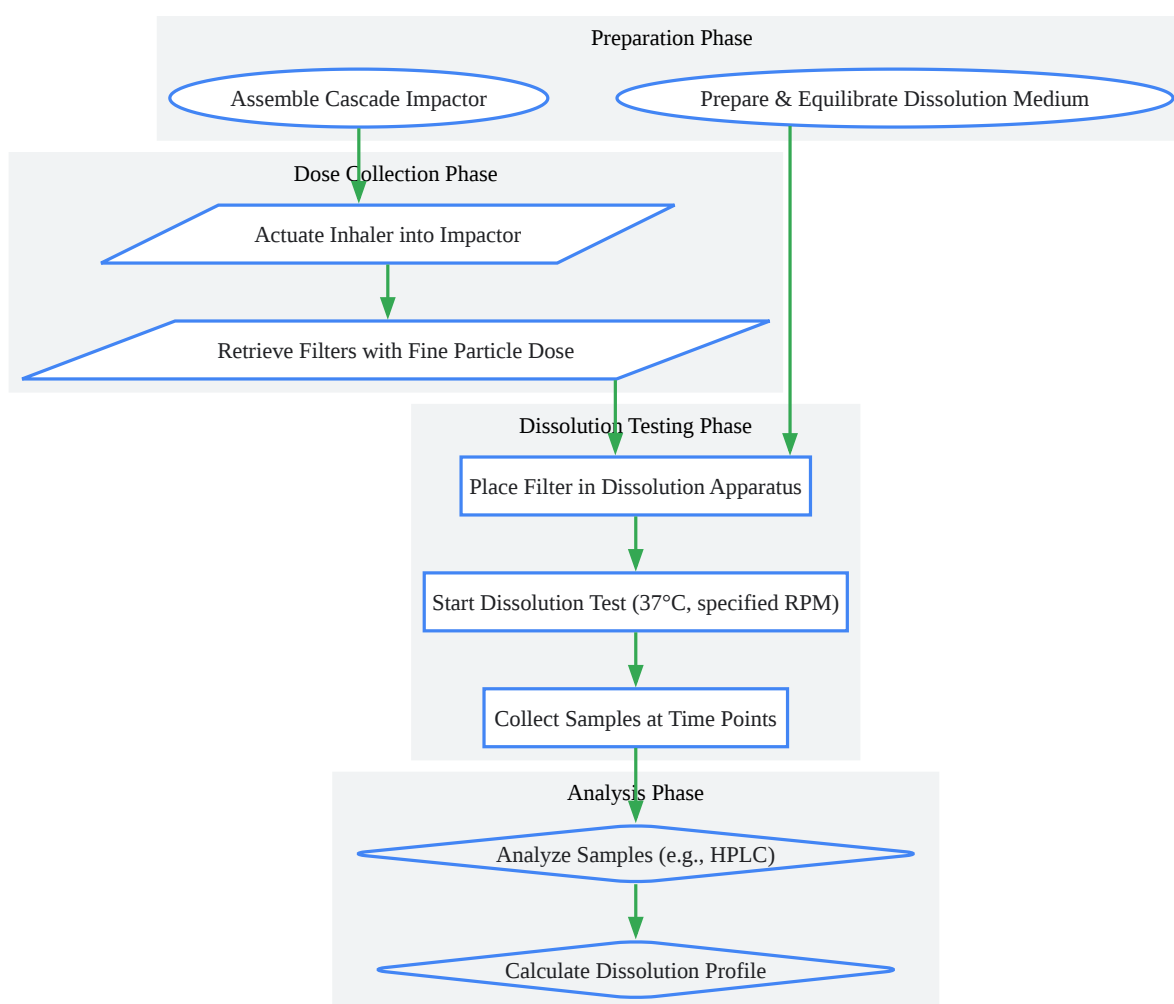 Preparation Phase
Assemble Cascade Impactor
Prepare & Equilibrate Dissolution Medium
Dose Collection Phase
Actuate Inhaler into Impactor
Retrieve Filters with Fine Particle Dose
Dissolution Testing Phase
Place Filter in Dissolution Apparatus
Start Dissolution Test (37°C, specified RPM)
Collect Samples at Time Points
Analysis Phase
Analyze Samples (e.g., HPLC)
Calculate Dissolution Profile